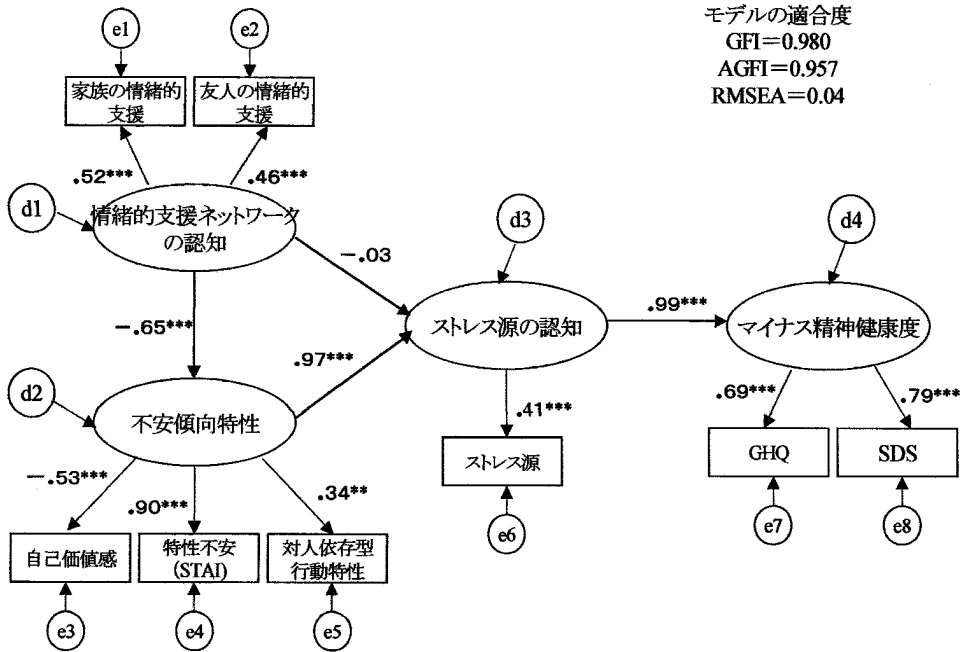 モデルの適合度
GFI＝0.980
AGFI＝0.957
RMSEA＝0.04
e1
e2
家族の情緒的
支援
友人の情緒的
支援
.52***
.46***
d1
情緒的支援ネットワーク
の認知
d3
d4
－.03
－.65***
ストレス源の認知
.99***
マイナス精神健康度
.97***
d2
不安傾向特性
.41***
.69***
.79***
ストレス源
GHQ
SDS
－.53***
.90***
.34**
e6
e7
e8
自己価値感
特性不安
(STAI)
対人依存型
行動特性
e3
e4
e5